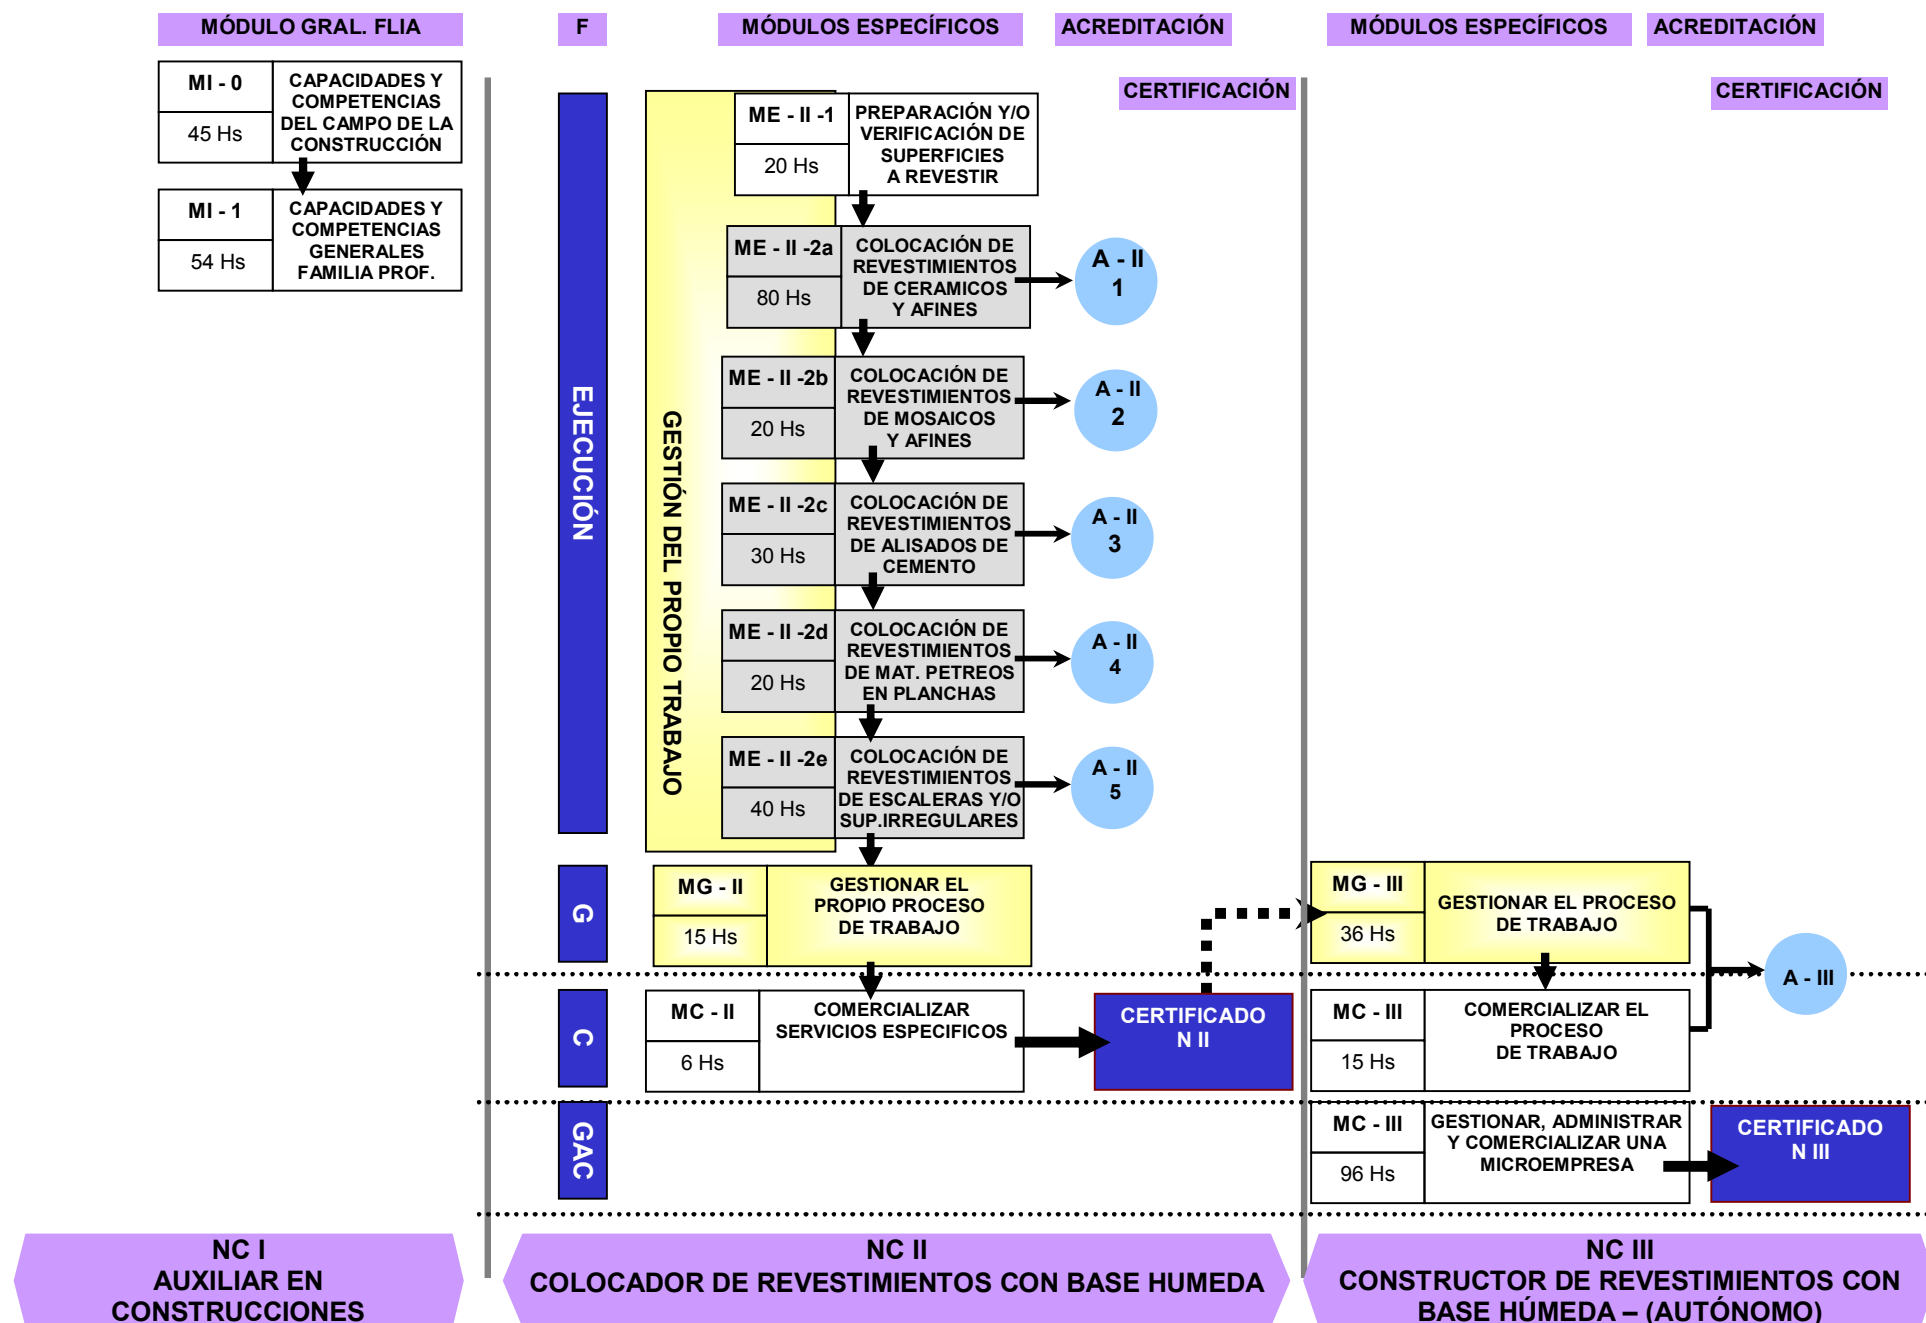 MÓDULO GRAL. FLIA
F
MÓDULOS ESPECÍFICOS
ACREDITACIÓN
MÓDULOS ESPECÍFICOS
ACREDITACIÓN
CERTIFICACIÓN
CERTIFICACIÓN
MI - 0
45 Hs
CAPACIDADES Y
COMPETENCIAS
DEL CAMPO DE LA
CONSTRUCCIÓN
MI - 1
54 Hs
CAPACIDADES Y
COMPETENCIAS
GENERALES
FAMILIA PROF.
EJECUCIÓN
GESTIÓN DEL PROPIO TRABAJO
ME - II -1
20 Hs
PREPARACIÓN Y/O
VERIFICACIÓN DE
SUPERFICIES
A REVESTIR
ME - II -2a
80 Hs
COLOCACIÓN DE
REVESTIMIENTOS
DE CERAMICOS
Y AFINES
A - II
1
ME - II -2b
20 Hs
COLOCACIÓN DE
REVESTIMIENTOS
DE MOSAICOS
Y AFINES
A - II
2
ME - II -2c
30 Hs
COLOCACIÓN DE
REVESTIMIENTOS
DE ALISADOS DE
CEMENTO
A - II
3
ME - II -2d
20 Hs
COLOCACIÓN DE
REVESTIMIENTOS
DE MAT. PETREOS
EN PLANCHAS
A - II
4
ME - II -2e
40 Hs
COLOCACIÓN DE
REVESTIMIENTOS
DE ESCALERAS Y/O
SUP.IRREGULARES
A - II
5
G
MG - II
15 Hs
GESTIONAR EL
PROPIO PROCESO
DE TRABAJO
MG - III
36 Hs
GESTIONAR EL PROCESO
DE TRABAJO
A - III
C
MC - II
6 Hs
COMERCIALIZAR
SERVICIOS ESPECIFICOS
CERTIFICADO
N II
MC - III
15 Hs
COMERCIALIZAR EL
PROCESO
DE TRABAJO
GAC
MC - III
96 Hs
GESTIONAR, ADMINISTRAR
Y COMERCIALIZAR UNA
MICROEMPRESA
CERTIFICADO
N III
NC I
AUXILIAR EN
CONSTRUCCIONES
NC II
COLOCADOR DE REVESTIMIENTOS CON BASE HUMEDA
NC III
CONSTRUCTOR DE REVESTIMIENTOS CON
BASE HÚMEDA – (AUTÓNOMO)